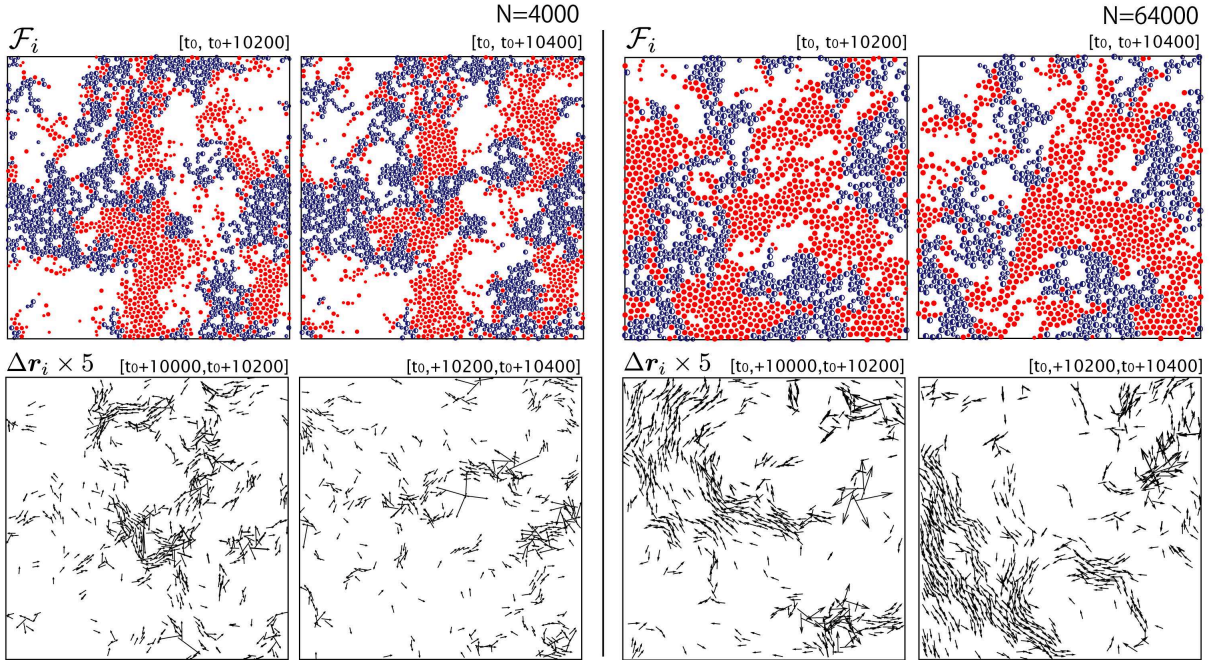 N=4000
N=64000
ℱᵢ
[t₀, t₀+10200]
[t₀, t₀+10400]
ℱᵢ
[t₀, t₀+10200]
[t₀, t₀+10400]
Δ𝒓ᵢ × 5
[t₀+10000,t₀+10200]
[t₀,+10200,t₀+10400]
Δ𝒓ᵢ × 5
[t₀,+10000,t₀+10200]
[t₀,+10200,t₀+10400]